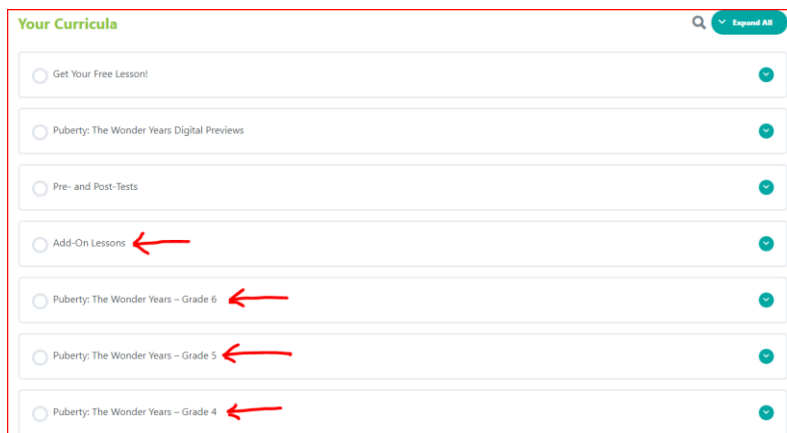 Your Curricula
Expand All
Get Your Free Lesson!
Puberty: The Wonder Years Digital Previews
Pre- and Post-Tests
Add-On Lessons
Puberty: The Wonder Years – Grade 6
Puberty: The Wonder Years – Grade 5
Puberty: The Wonder Years – Grade 4